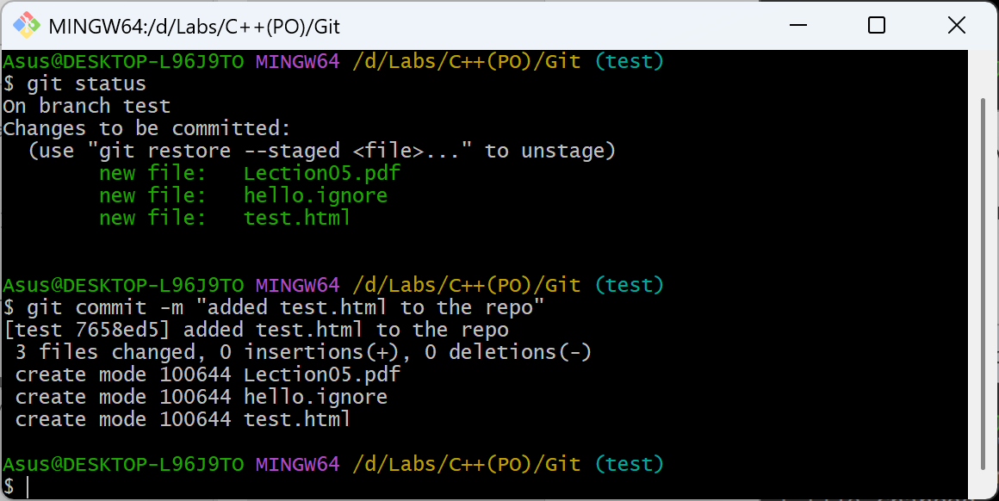 MINGW64:/d/Labs/C++(PO)/Git
Asus@DESKTOP-L96J9TO MINGW64 /d/Labs/C++(PO)/Git (test)
$ git status
On branch test
Changes to be committed:
  (use "git restore --staged <file>..." to unstage)
        new file:   Lection05.pdf
        new file:   hello.ignore
        new file:   test.html
Asus@DESKTOP-L96J9TO MINGW64 /d/Labs/C++(PO)/Git (test)
$ git commit -m "added test.html to the repo"
[test 7658ed5] added test.html to the repo
 3 files changed, 0 insertions(+), 0 deletions(-)
 create mode 100644 Lection05.pdf
 create mode 100644 hello.ignore
 create mode 100644 test.html
Asus@DESKTOP-L96J9TO MINGW64 /d/Labs/C++(PO)/Git (test)
$